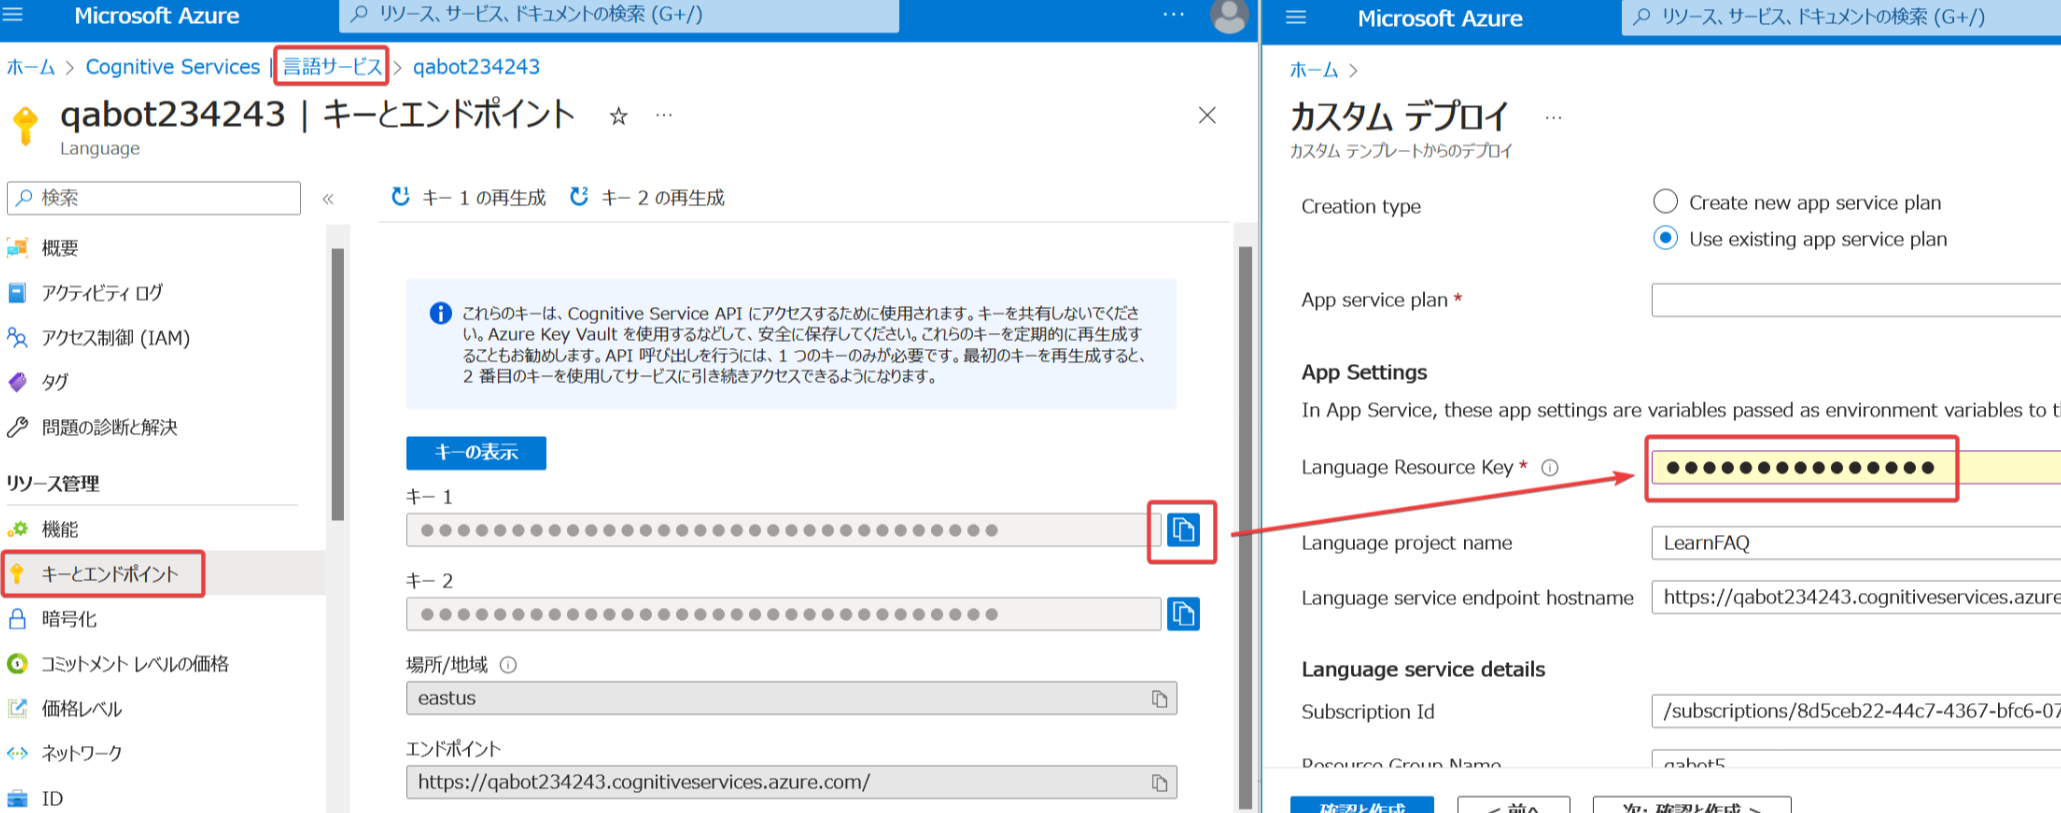 Microsoft Azure
リソース、サービス、ドキュメントの検索 (G+/)
ホーム > Cognitive Services | 言語サービス > qabot234243
qabot234243 | キーとエンドポイント
Language
検索
概要
アクティビティ ログ
アクセス制御 (IAM)
タグ
問題の診断と解決
リソース管理
機能
キーとエンドポイント
暗号化
コミットメント レベルの価格
価格レベル
ネットワーク
ID
キー 1 の再生成
キー 2 の再生成
これらのキーは、Cognitive Service API にアクセスするために使用されます。キーを共有しないでくださ
い。Azure Key Vault を使用するなどして、安全に保存してください。これらのキーを定期的に再生成す
ることもお勧めします。API 呼び出しを行うには、1 つのキーのみが必要です。最初のキーを再生成すると、
2 番目のキーを使用してサービスに引き続きアクセスできるようになります。
キーの表示
キー 1
キー 2
場所/地域
eastus
エンドポイント
https://qabot234243.cognitiveservices.azure.com/
Microsoft Azure
リソース、サービス、ドキュメントの検索 (G+/)
ホーム >
カスタム デプロイ
カスタム テンプレートからのデプロイ
Creation type
Create new app service plan
Use existing app service plan
App service plan *
App Settings
In App Service, these app settings are variables passed as environment variables to
Language Resource Key *
Language project name
LearnFAQ
Language service endpoint hostname
https://qabot234243.cognitiveservices.azure
Language service details
Subscription Id
/subscriptions/8d5ceb22-44c7-4367-bfc6-07
Resource Group Name
qabot5
確認と作成
< 前へ
次: 確認と作成 >